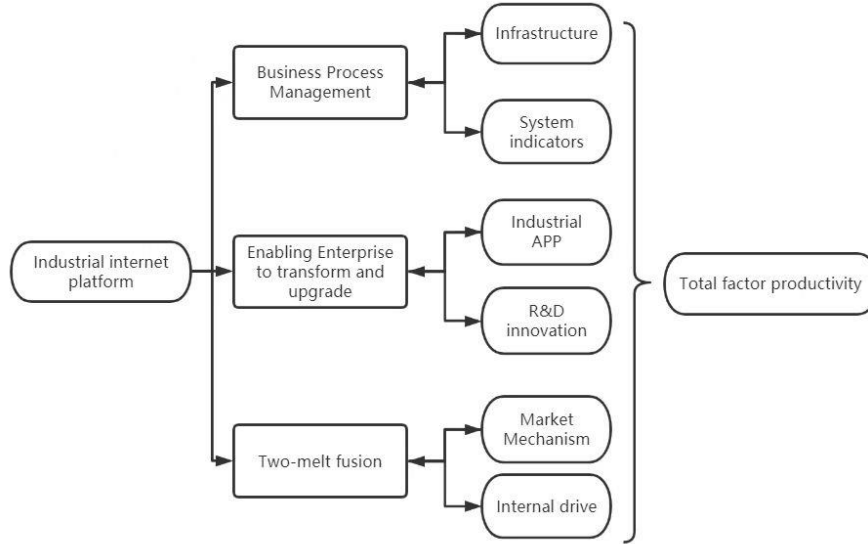 Infrastructure
Business Process
Management
System
indicators
Industrial
APP
Industrial internet
platform
Enabling Enterprise
to transform and
upgrade
Total factor productivity
R&D
innovation
Market
Mechanism
Two-melt fusion
Internal drive